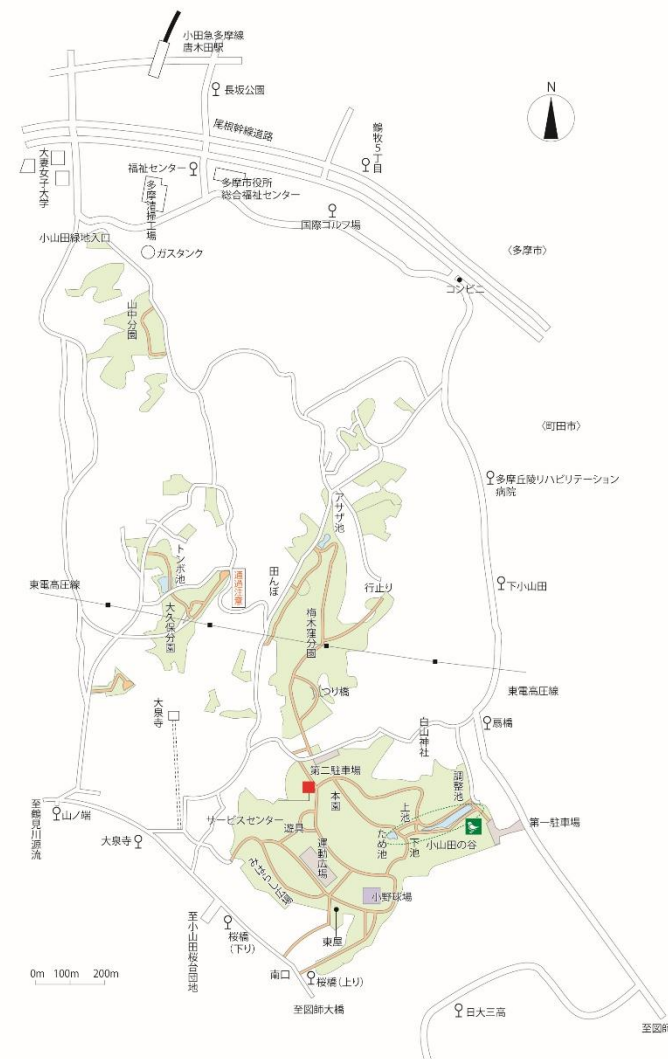 小田急多摩線
唐木田駅
長坂公園
N
尾根幹線道路
鶴牧5丁目
大妻女子大学
福祉センター
多摩清掃工場
多摩市役所
総合福祉センター
国際ゴルフ場
小山田緑地入口
ガスタンク
〈多摩市〉
コンビニ
山中分園
〈町田市〉
多摩丘陵リハビリテーション
病院
アサザ池
トンボ池
田んぼ
東電高圧線
通過注意
行止り
下小山田
大久保分園
梅木窪分園
つり橋
東電高圧線
大泉寺
白山神社
扇橋
第二駐車場
調整池
至鶴見川源流
山ノ端
本園
上池
サービスセンター
遊具
ため池
下池
小山田の谷
第一駐車場
大泉寺
運動広場
みはらし広場
小野球場
至小山田桜台団地
桜橋
(下り)
東屋
0m 100m 200m
南口
桜橋(上り)
至図師大橋
日大三高
至図師